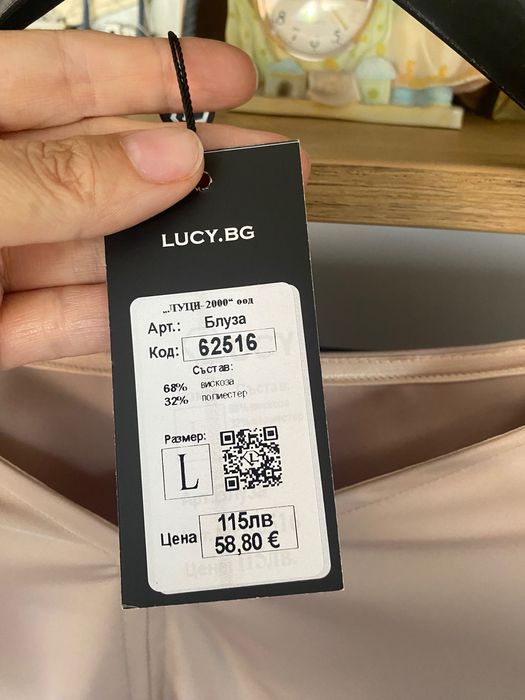 LUCY.BG
„ЛУЦИ-2000“ оод
Арт.: Блуза
Код: 62516
Състав:
68% вискоза
32% полиестер
Размер:
L
Цена 115лв
58,80 €